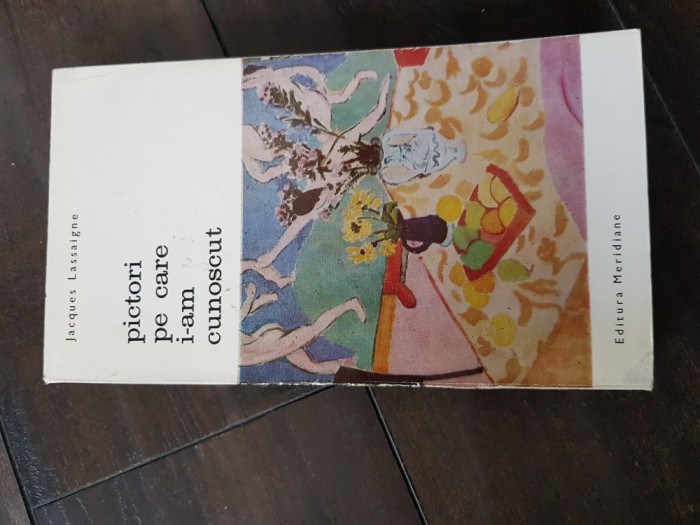 Jacques Lassaigne
pictori
pe care
i-am
cunoscut
Editura Meridiane